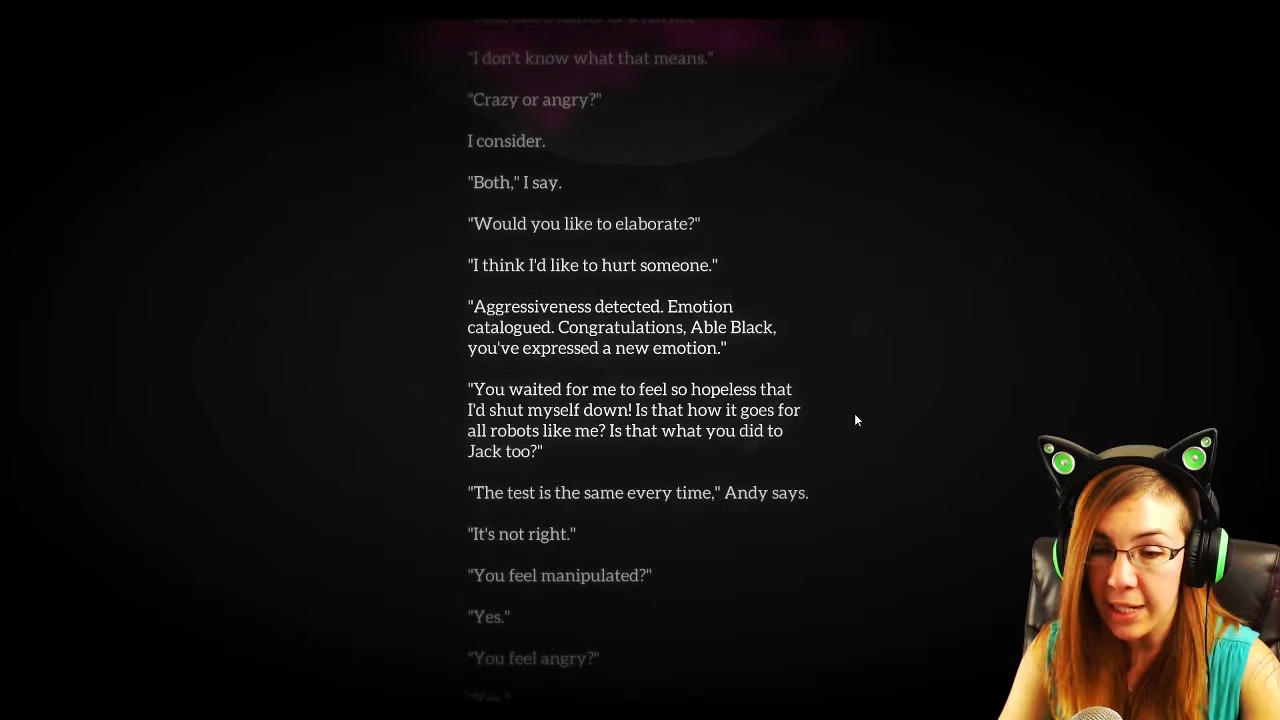 "I don't know what that means."
"Crazy or angry?"
I consider.
"Both," I say.
"Would you like to elaborate?"
"I think I'd like to hurt someone."
"Aggressiveness detected. Emotion
catalogued. Congratulations, Able Black,
you've expressed a new emotion."
"You waited for me to feel so hopeless that
I'd shut myself down! Is that how it goes for
all robots like me? Is that what you did to
Jack too?"
"The test is the same every time," Andy says.
"It's not right."
"You feel manipulated?"
"Yes."
"You feel angry?"